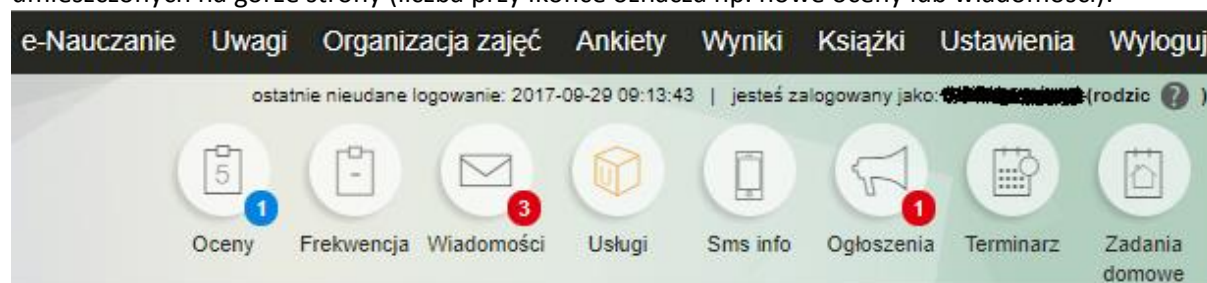 umieszczonych na górze strony (liczba przy ikonce oznacza np. nowe oceny lub wiadomości).
e-Nauczanie Uwagi Organizacja zajęć Ankiety Wyniki Książki Ustawienia Wyloguj
ostatnie nieudane logowanie: 2017-09-29 09:13:43 | jesteś zalogowany jako: (rodzic ? )
5 1 - 3 U 1
Oceny Frekwencja Wiadomości Usługi Sms info Ogłoszenia Terminarz Zadania
domowe